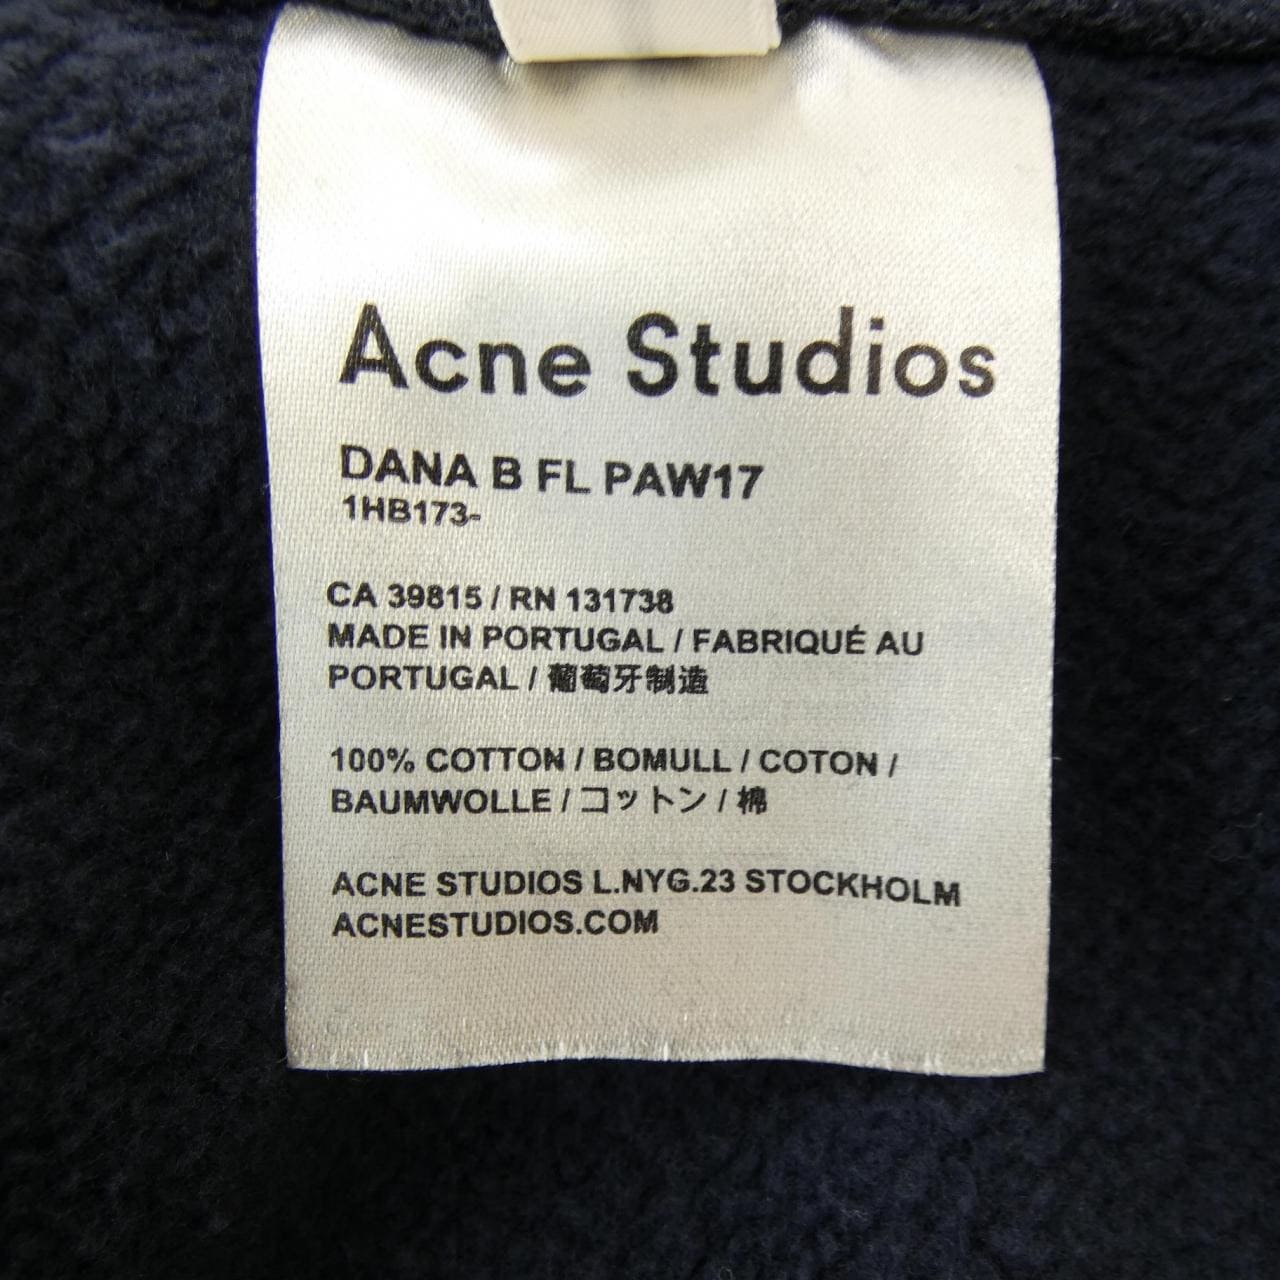 Acne Studios
DANA B FL PAW17
1HB173-
CA 39815 / RN 131738
MADE IN PORTUGAL / FABRIQUÉ AU
PORTUGAL / 葡萄牙制造
100% COTTON / BOMULL / COTON /
BAUMWOLLE / コットン / 棉
ACNE STUDIOS L.NYG.23 STOCKHOLM
ACNESTUDIOS.COM